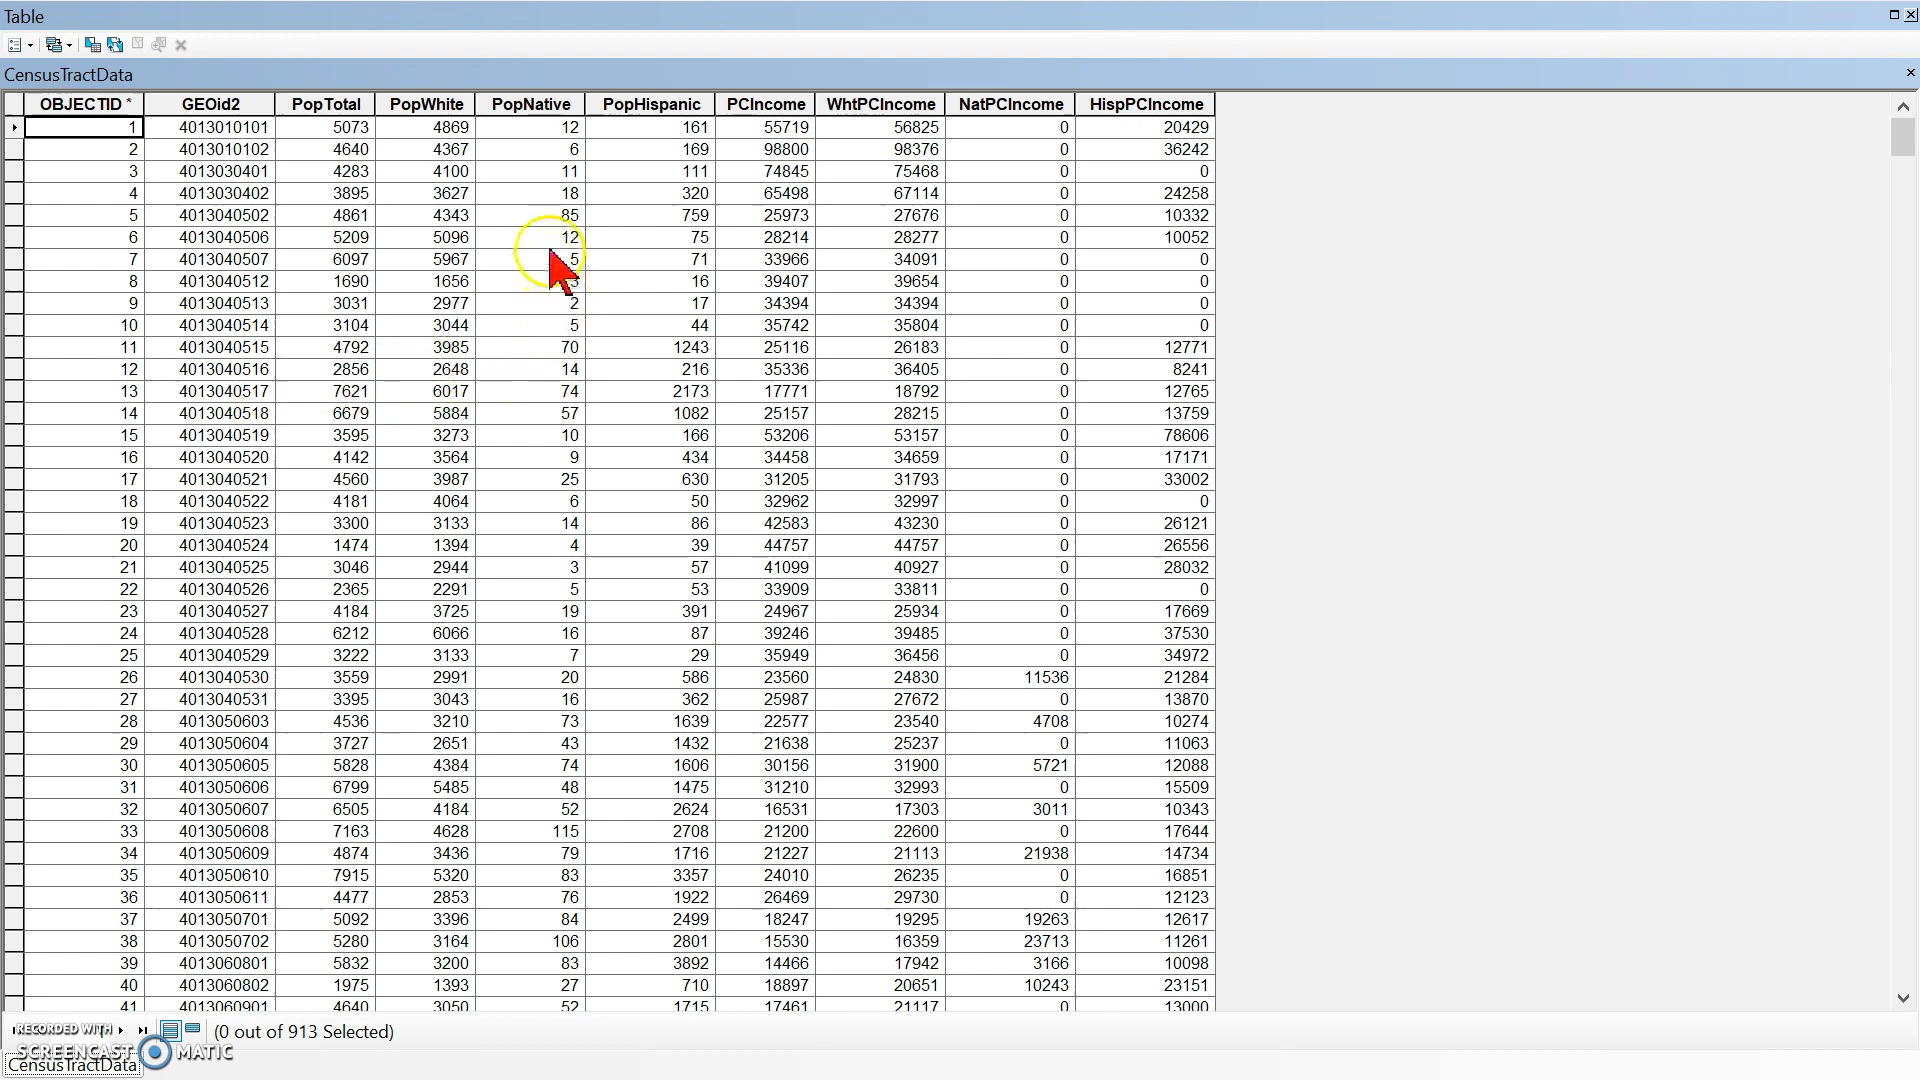 Table
CensusTractData
OBJECTID * GEOid2 PopTotal PopWhite PopNative PopHispanic PCIncome WhtPCIncome NatPCIncome HispPCIncome
1 4013010101 5073 4869 12 161 55719 56825 0 20429
2 4013010102 4640 4367 6 169 98800 98376 0 36242
3 4013030401 4283 4100 11 111 74845 75468 0 0
4 4013030402 3895 3627 18 320 65498 67114 0 24258
5 4013040502 4861 4343 85 759 25973 27676 0 10332
6 4013040506 5209 5096 12 75 28214 28277 0 10052
7 4013040507 6097 5967 5 71 33966 34091 0 0
8 4013040512 1690 1656 3 16 39407 39654 0 0
9 4013040513 3031 2977 2 17 34394 34394 0 0
10 4013040514 3104 3044 5 44 35742 35804 0 0
11 4013040515 4792 3985 70 1243 25116 26183 0 12771
12 4013040516 2856 2648 14 216 35336 36405 0 8241
13 4013040517 7621 6017 74 2173 17771 18792 0 12765
14 4013040518 6679 5884 57 1082 25157 28215 0 13759
15 4013040519 3595 3273 10 166 53206 53157 0 78606
16 4013040520 4142 3564 9 434 34458 34659 0 17171
17 4013040521 4560 3987 25 630 31205 31793 0 33002
18 4013040522 4181 4064 6 50 32962 32997 0 0
19 4013040523 3300 3133 14 86 42583 43230 0 26121
20 4013040524 1474 1394 4 39 44757 44757 0 26556
21 4013040525 3046 2944 3 57 41099 40927 0 28032
22 4013040526 2365 2291 5 53 33909 33811 0 0
23 4013040527 4184 3725 19 391 24967 25934 0 17669
24 4013040528 6212 6066 16 87 39246 39485 0 37530
25 4013040529 3222 3133 7 29 35949 36456 0 34972
26 4013040530 3559 2991 20 586 23560 24830 11536 21284
27 4013040531 3395 3043 16 362 25987 27672 0 13870
28 4013050603 4536 3210 73 1639 22577 23540 4708 10274
29 4013050604 3727 2651 43 1432 21638 25237 0 11063
30 4013050605 5828 4384 74 1606 30156 31900 5721 12088
31 4013050606 6799 5485 48 1475 31210 32993 0 15509
32 4013050607 6505 4184 52 2624 16531 17303 3011 10343
33 4013050608 7163 4628 115 2708 21200 22600 0 17644
34 4013050609 4874 3436 79 1716 21227 21113 21938 14734
35 4013050610 7915 5320 83 3357 24010 26235 0 16851
36 4013050611 4477 2853 76 1922 26469 29730 0 12123
37 4013050701 5092 3396 84 2499 18247 19295 19263 12617
38 4013050702 5280 3164 106 2801 15530 16359 23713 11261
39 4013060801 5832 3200 83 3892 14466 17942 3166 10098
40 4013060802 1975 1393 27 710 18897 20651 10243 23151
41 4013060901 4640 3050 52 1715 17461 21117 0 13000
(0 out of 913 Selected)
RECORDED WITH
SCREENCAST MATIC
CensusTractData